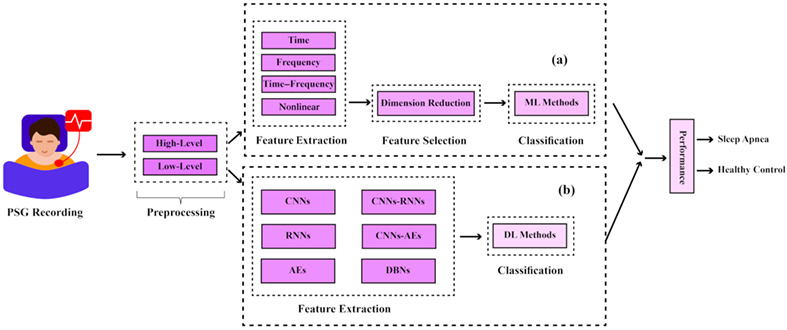 PSG Recording
High-Level
Low-Level
Preprocessing
(a)
Time
Frequency
Time–Frequency
Nonlinear
Feature Extraction
Dimension Reduction
Feature Selection
ML Methods
Classification
(b)
CNNs
CNNs-RNNs
RNNs
CNNs-AEs
AEs
DBNs
Feature Extraction
DL Methods
Classification
Performance
Sleep Apnea
Healthy Control